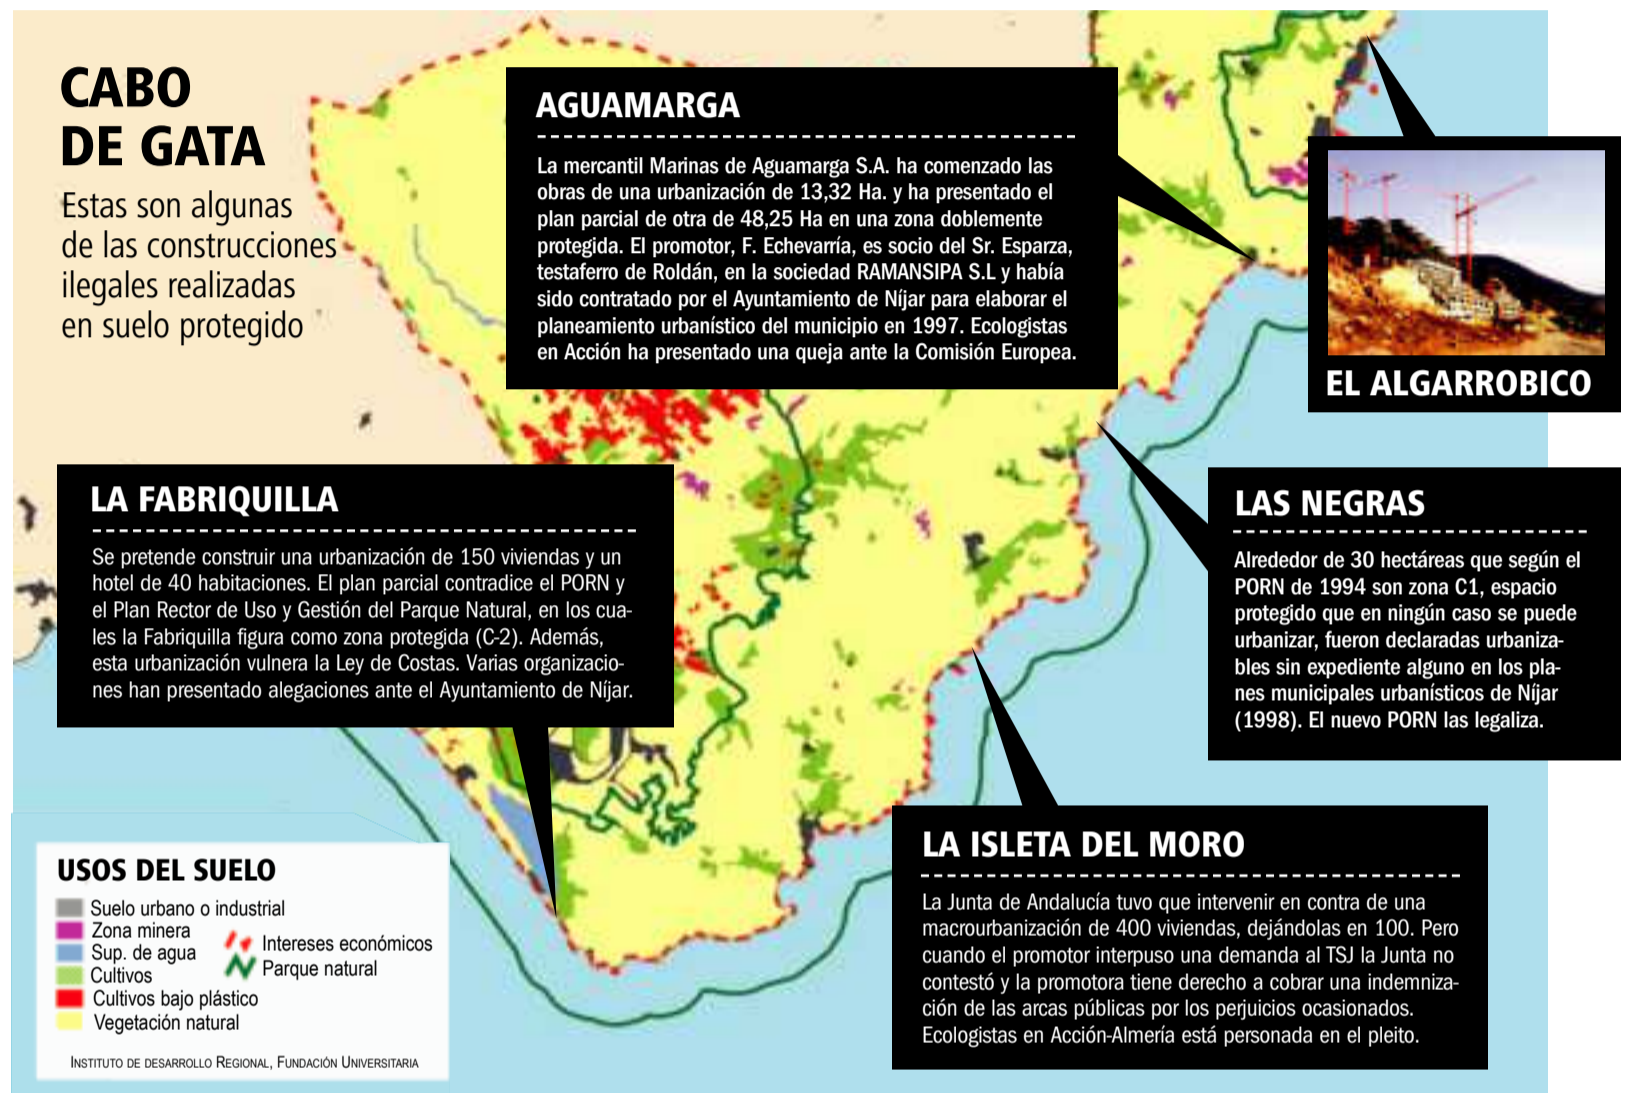 CABO
DE GATA
Estas son algunas
de las construcciones
ilegales realizadas
en suelo protegido
AGUAMARGA
La mercantil Marinas de Aguamarga S.A. ha comenzado las
obras de una urbanización de 13,32 Ha. y ha presentado el
plan parcial de otra de 48,25 Ha en una zona doblemente
protegida. El promotor, F. Echevarría, es socio del Sr. Esparza,
testaferro de Roldán, en la sociedad RAMANSIPA S.L y había
sido contratado por el Ayuntamiento de Níjar para elaborar el
planeamiento urbanístico del municipio en 1997. Ecologistas
en Acción ha presentado una queja ante la Comisión Europea.
EL ALGARROBICO
LA FABRIQUILLA
Se pretende construir una urbanización de 150 viviendas y un
hotel de 40 habitaciones. El plan parcial contradice el PORN y
el Plan Rector de Uso y Gestión del Parque Natural, en los cua-
les la Fabriquilla figura como zona protegida (C-2). Además,
esta urbanización vulnera la Ley de Costas. Varias organizacio-
nes han presentado alegaciones ante el Ayuntamiento de Níjar.
LAS NEGRAS
Alrededor de 30 hectáreas que según el
PORN de 1994 son zona C1, espacio
protegido que en ningún caso se puede
urbanizar, fueron declaradas urbaniza-
bles sin expediente alguno en los pla-
nes municipales urbanísticos de Níjar
(1998). El nuevo PORN las legaliza.
LA ISLETA DEL MORO
La Junta de Andalucía tuvo que intervenir en contra de una
macrourbanización de 400 viviendas, dejándolas en 100. Pero
cuando el promotor interpuso una demanda al TSJ la Junta no
contestó y la promotora tiene derecho a cobrar una indemniza-
ción de las arcas públicas por los perjuicios ocasionados.
Ecologistas en Acción-Almería está personada en el pleito.
USOS DEL SUELO
Suelo urbano o industrial
Zona minera
Sup. de agua
Cultivos
Cultivos bajo plástico
Vegetación natural
Intereses económicos
Parque natural
INSTITUTO DE DESARROLLO REGIONAL, FUNDACIÓN UNIVERSITARIA